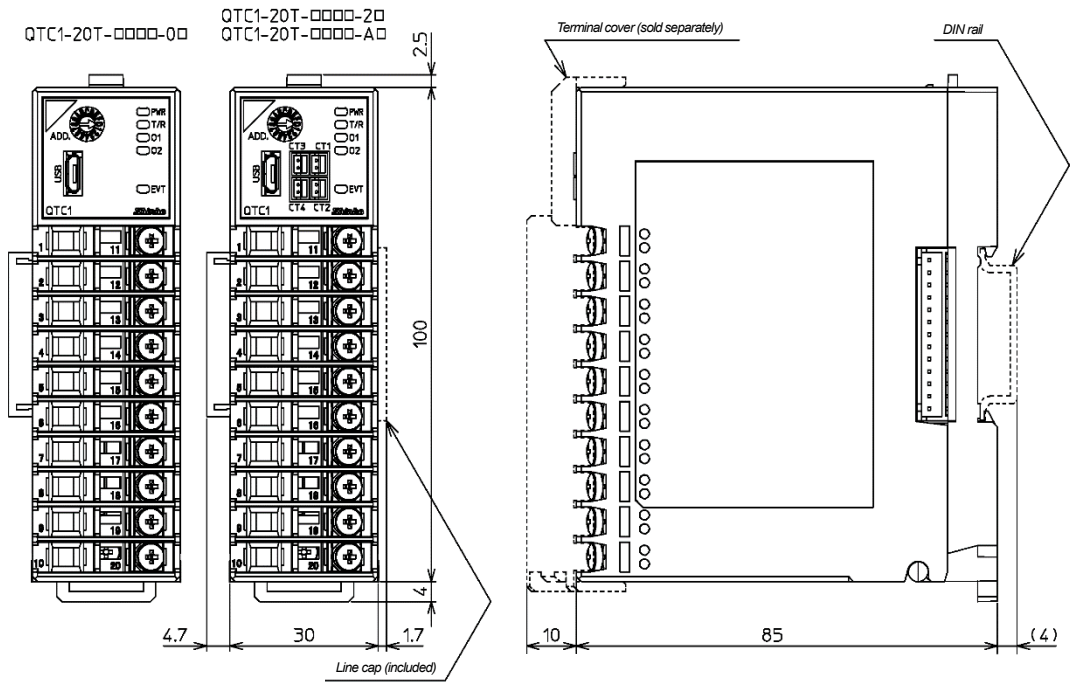 QTC1-20T-□□□□-0□
QTC1-20T-□□□□-2□
QTC1-20T-□□□□-A□
Terminal cover (sold separately)
DIN rail
2.5
ADD.
PWR
T/R
O1
O2
USB
EVT
QTC1
Shinko
1 11
2 12
3 13
4 14
5 15
6 16
7 17
8 18
9 19
10 20
ADD.
PWR
T/R
O1
O2
CT3 CT1
USB
EVT
CT4 CT2
QTC1
Shinko
1 11
2 12
3 13
4 14
5 15
6 16
7 17
8 18
9 19
10 20
100
4
4.7
30
1.7
10
85
(4)
Line cap (included)